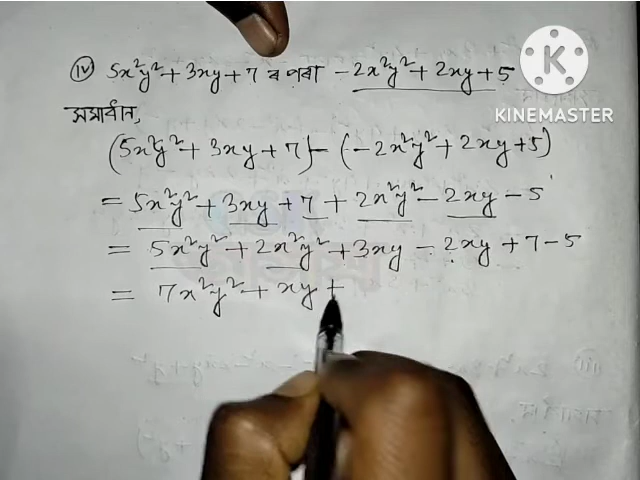 (iv) 5x²y² + 3xy + 7 ৰ পৰা - 2x²y² + 2xy + 5
KINEMASTER
সমাধান,
(5x²y² + 3xy + 7) - (-2x²y² + 2xy + 5)
= 5x²y² + 3xy + 7 + 2x²y² - 2xy - 5
= 5x²y² + 2x²y² + 3xy - 2xy + 7 - 5
= 7x²y² + xy +